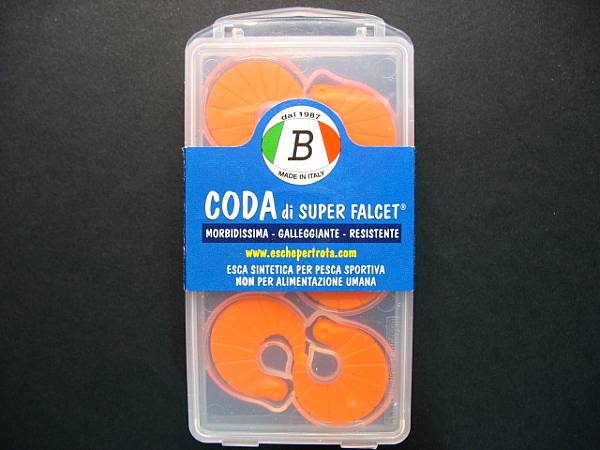 dal 1987
B
MADE IN ITALY
CODA di SUPER FALCET®
MORBIDISSIMA - GALLEGGIANTE - RESISTENTE
www.escheperTrota.com
ESCA SINTETICA PER PESCA SPORTIVA
NON PER ALIMENTAZIONE UMANA